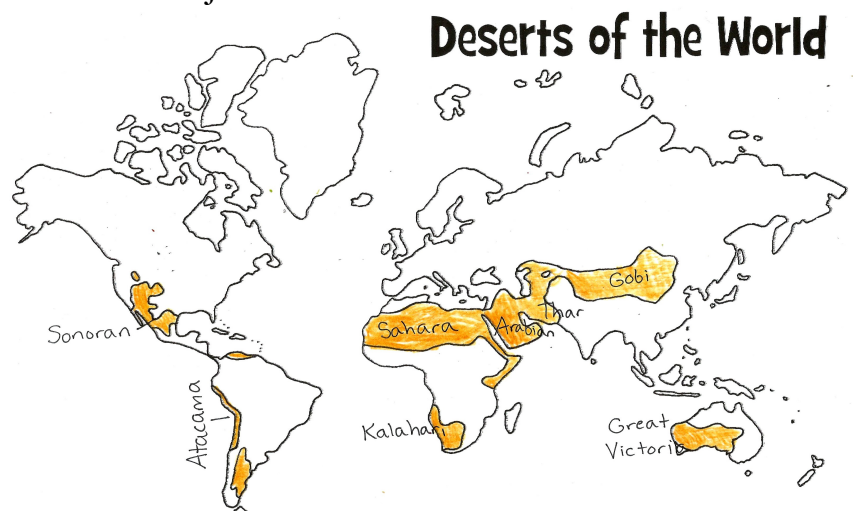 Deserts of the World
Gobi
Thar
Sahara
Arabian
Sonoran
Atacama
Kalahari
Great
Victoria